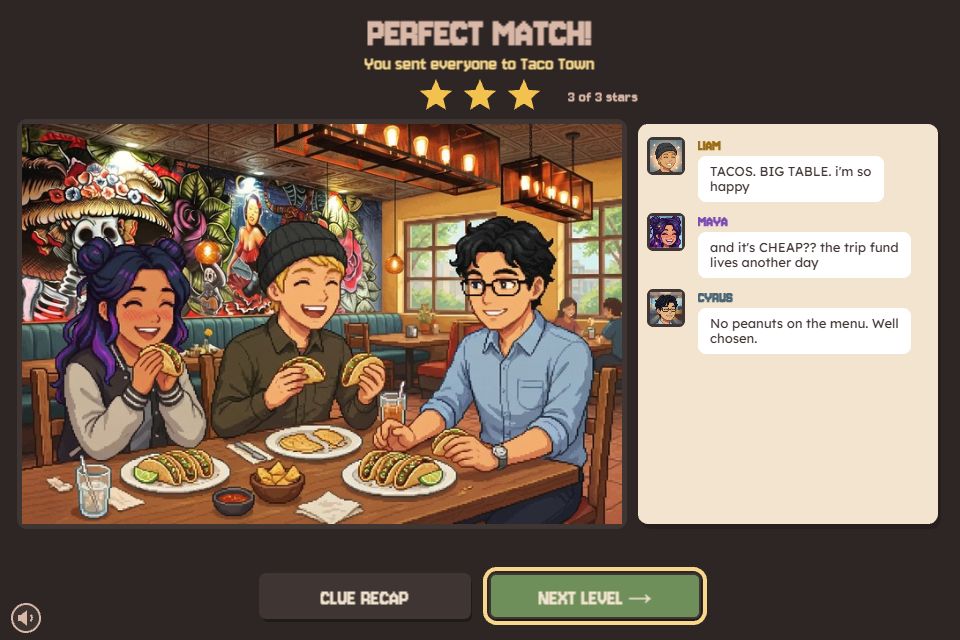 PERFECT MATCH!
You sent everyone to Taco Town
3 of 3 stars
LIAM
TACOS. BIG TABLE. i'm so
happy
MAYA
and it's CHEAP?? the trip fund
lives another day
CYRUS
No peanuts on the menu. Well
chosen.
CLUE RECAP
NEXT LEVEL →